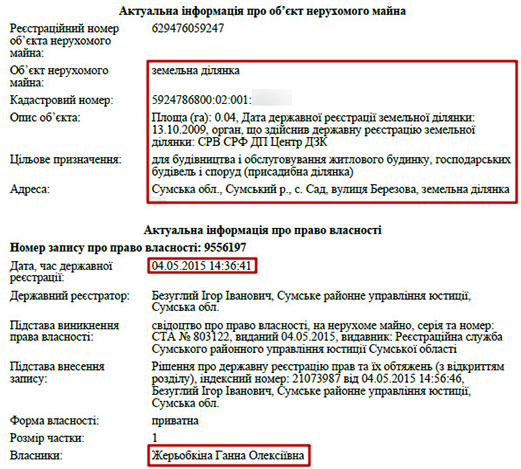 Актуальна інформація про об’єкт нерухомого майна
Реєстраційний номер
об’єкта нерухомого
майна:
629476059247
Об’єкт нерухомого
майна:
земельна ділянка
Кадастровий номер:
5924786800:02:001:
Опис об’єкта:
Площа (га): 0.04, Дата державної реєстрації земельної ділянки:
13.10.2009, орган, що здійснив державну реєстрацію земельної
ділянки: СРВ СРФ ДП Центр ДЗК
Цільове призначення:
для будівництва і обслуговування житлового будинку, господарських
будівель і споруд (присадибна ділянка)
Адреса:
Сумська обл., Сумський р., с. Сад, вулиця Березова, земельна ділянка
Актуальна інформація про право власності
Номер запису про право власності: 9556197
Дата, час державної
реєстрації:
04.05.2015 14:36:41
Державний реєстратор:
Безуглий Ігор Іванович, Сумське районне управління юстиції,
Сумська обл.
Підстава виникнення
права власності:
свідоцтво про право власності, на нерухоме майно, серія та номер:
СТА № 803122, виданий 04.05.2015, видавник: Реєстраційна служба
Сумського районного управління юстиції Сумської області
Підстава внесення
запису:
Рішення про державну реєстрацію прав та їх обтяжень (з відкриттям
розділу), індексний номер: 21073987 від 04.05.2015 14:56:46,
Безуглий Ігор Іванович, Сумське районне управління юстиції,
Сумська обл.
Форма власності:
приватна
Розмір частки:
1
Власники:
Жерьобкіна Ганна Олексіївна